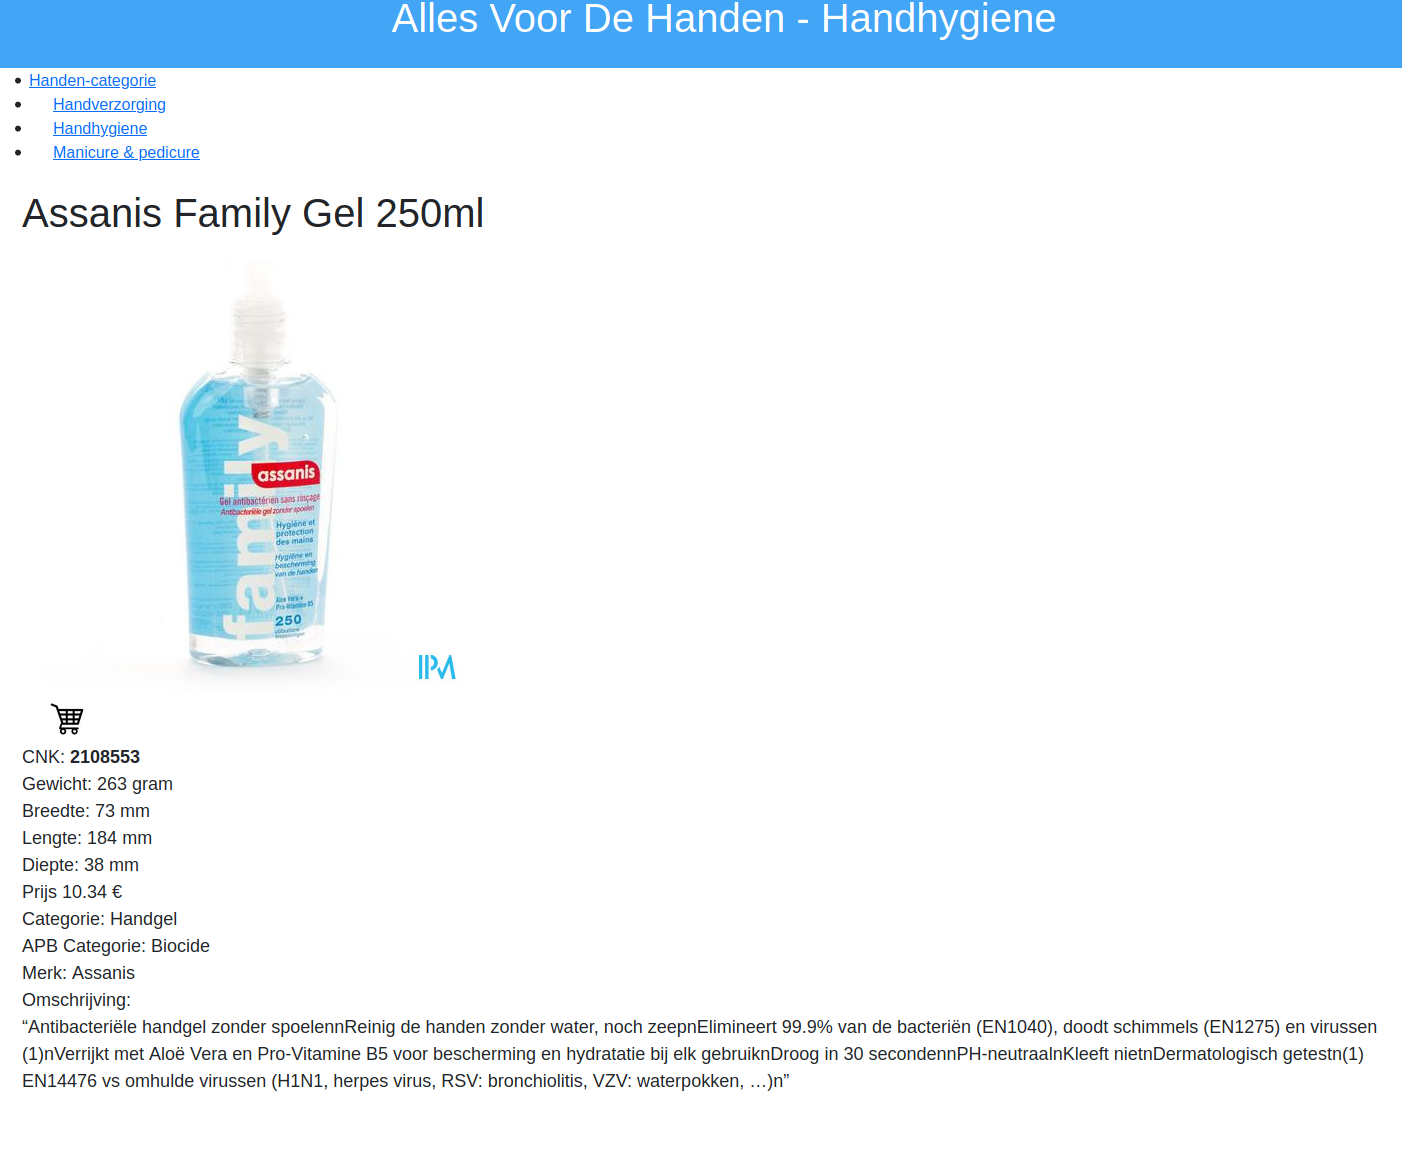 Alles Voor De Handen - Handhygiene
Handen-categorie
Handverzorging
Handhygiene
Manicure & pedicure
Assanis Family Gel 250ml
family
assanis
Gel antibactérien sans rinçage
Antibacteriële gel zonder spoelen
Hygiène et
protection
des mains
Hygiëne en
bescherming
van de handen
Aloe Vera +
Pro-Vitamine B5
250
IPM
CNK: 2108553
Gewicht: 263 gram
Breedte: 73 mm
Lengte: 184 mm
Diepte: 38 mm
Prijs 10.34 €
Categorie: Handgel
APB Categorie: Biocide
Merk: Assanis
Omschrijving:
“Antibacteriële handgel zonder spoelennReinig de handen zonder water, noch zeepnElimineert 99.9% van de bacteriën (EN1040), doodt schimmels (EN1275) en virussen
(1)nVerrijkt met Aloë Vera en Pro-Vitamine B5 voor bescherming en hydratatie bij elk gebruiknDroog in 30 secondennPH-neutraalnKleeft nietnDermatologisch getestn(1)
EN14476 vs omhulde virussen (H1N1, herpes virus, RSV: bronchiolitis, VZV: waterpokken, …)n”